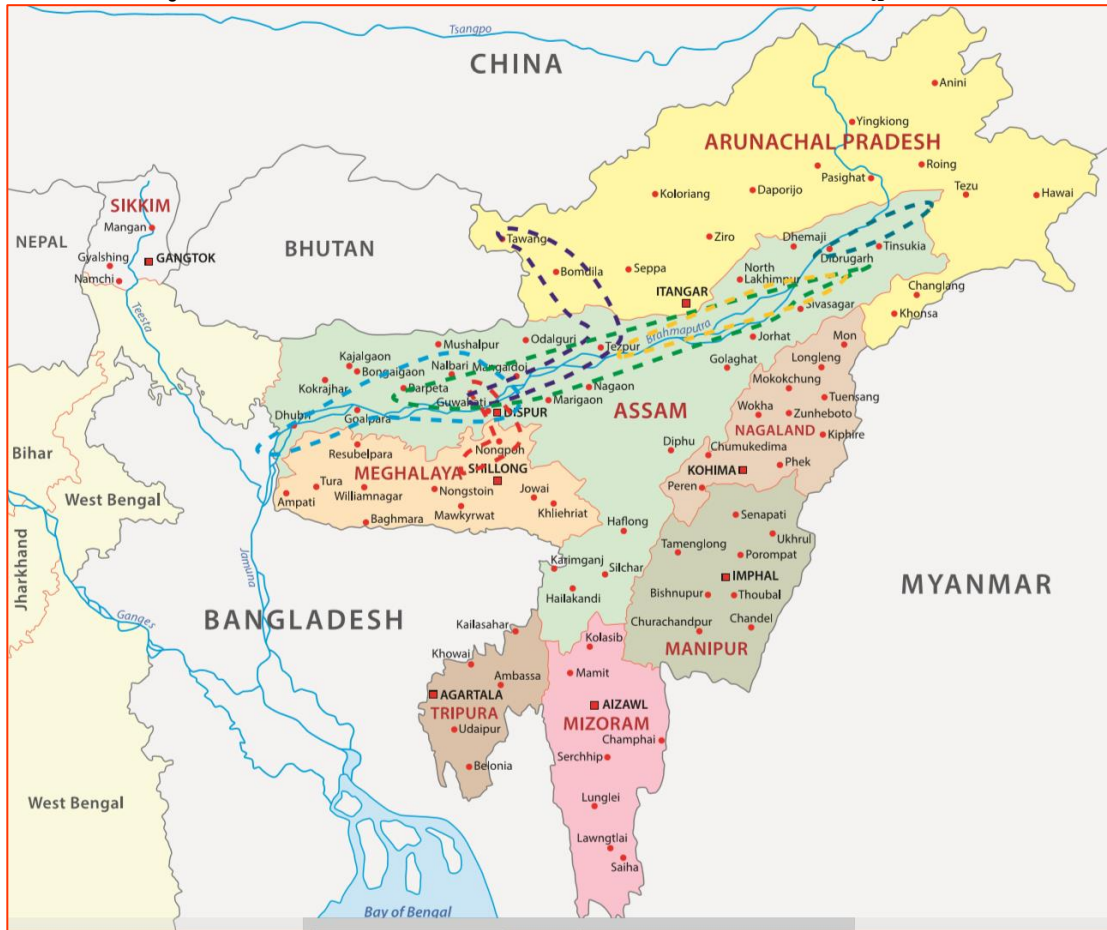 Tsangpo
CHINA
Anini
Yingkiong
ARUNACHAL PRADESH
Roing
Pasighat
Tezu
Hawai
Koloriang
Daporijo
SIKKIM
Mangan
NEPAL
Gyalshing
GANGTOK
Namchi
BHUTAN
Tawang
Ziro
Dhemaji
Tinsukia
Dibrugarh
Bomdila
Seppa
North
Lakhimpur
ITANGAR
Changlang
Sivasagar
Khonsa
Teesta
Brahmaputra
Odalguri
Tezpur
Jorhat
Mon
Mushalpur
Kajalgaon
Bongaigaon
Nalbari
Mangaldoi
Golaghat
Longleng
Kokrajhar
Barpeta
Nagaon
Mokokchung
Guwahati
Marigaon
Tuensang
Dhubri
Goalpara
DISPUR
ASSAM
Wokha
Zunheboto
NAGALAND
Kiphire
Resubelpara
Nongpoh
Diphu
Chumukedima
Bihar
MEGHALAYA
SHILLONG
KOHIMA
Phek
Tura
Williamnagar
Nongstoin
Jowai
Peren
West Bengal
Ampati
Mawkyrwat
Khliehriat
Baghmara
Haflong
Senapati
Ukhrul
Tamenglong
Porompat
Jharkhand
Jamuna
Karimganj
Silchar
IMPHAL
MYANMAR
Hailakandi
Bishnupur
Thoubal
Ganges
BANGLADESH
Kailasahar
Churachandpur
Chandel
Kolasib
MANIPUR
Khowai
Ambassa
Mamit
AGARTALA
AIZAWL
TRIPURA
MIZORAM
Udaipur
Champhai
Serchhip
Belonia
West Bengal
Lunglei
Lawngtlai
Saiha
Bay of Bengal